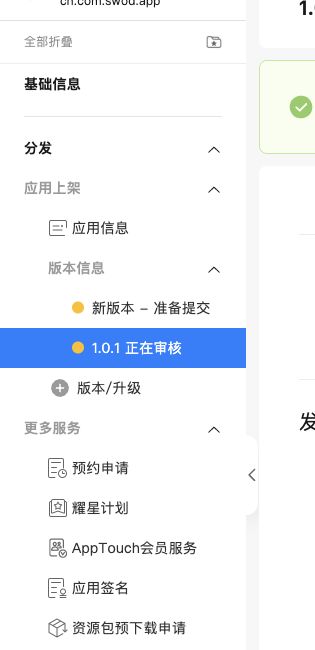 cn.com.swod.app
全部折叠
基础信息
分发
应用上架
应用信息
版本信息
新版本 - 准备提交
1.0.1 正在审核
版本/升级
更多服务
预约申请
耀星计划
AppTouch会员服务
应用签名
资源包预下载申请
1.
发